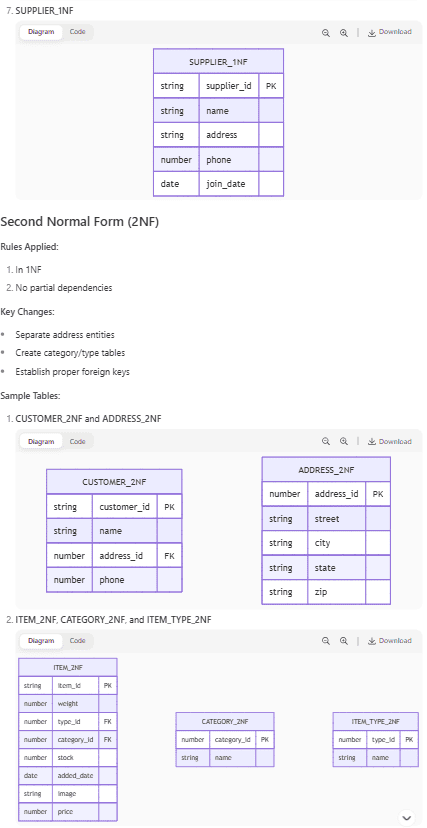 7. SUPPLIER_1NF
Diagram Code Download
SUPPLIER_1NF
string supplier_id PK
string name
string address
number phone
date join_date
Second Normal Form (2NF)
Rules Applied:
1. In 1NF
2. No partial dependencies
Key Changes:
• Separate address entities
• Create category/type tables
• Establish proper foreign keys
Sample Tables:
1. CUSTOMER_2NF and ADDRESS_2NF
Diagram Code Download
CUSTOMER_2NF
string customer_id PK
string name
number address_id FK
number phone
ADDRESS_2NF
number address_id PK
string street
string city
string state
string zip
2. ITEM_2NF, CATEGORY_2NF, and ITEM_TYPE_2NF
Diagram Code Download
ITEM_2NF
string item_id PK
number weight
number type_id FK
number category_id FK
number stock
date added_date
string image
number price
CATEGORY_2NF
number category_id PK
string name
ITEM_TYPE_2NF
number type_id PK
string name